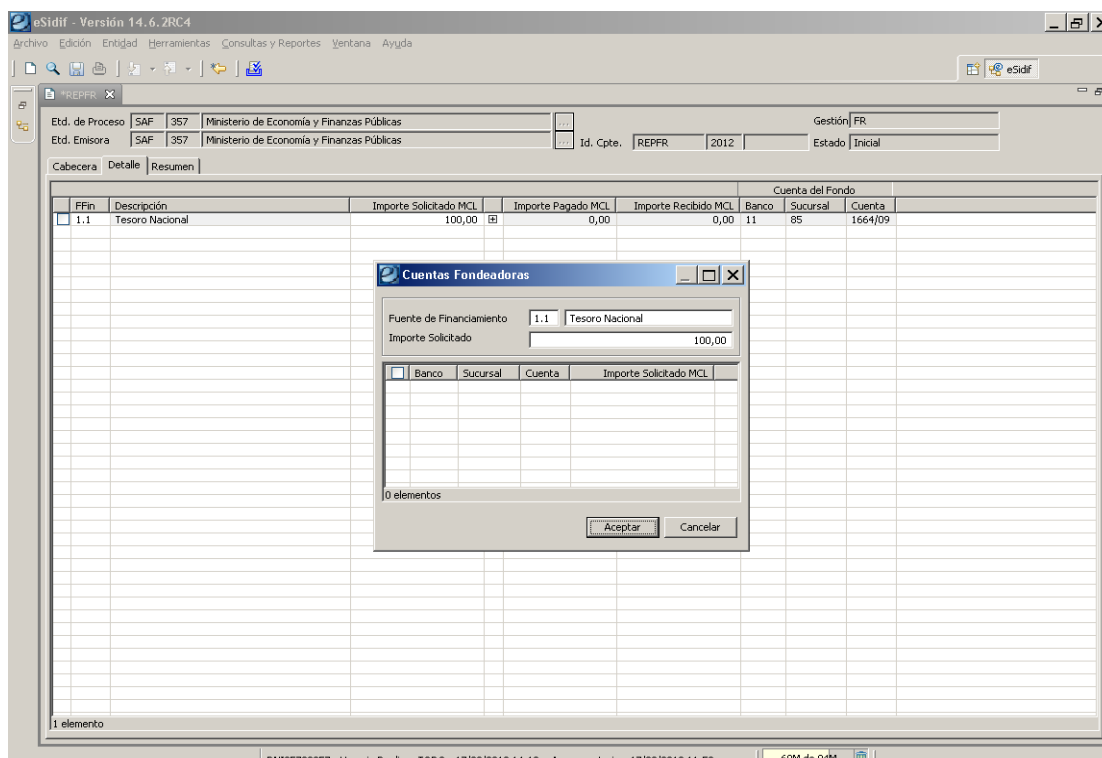 eSidif - Versión 14.6.2RC4
Archivo Edición Entidad Herramientas Consultas y Reportes Ventana Ayuda
eSidif
*REPFR
Etd. de Proceso SAF 357 Ministerio de Economía y Finanzas Públicas ... Gestión FR
Etd. Emisora SAF 357 Ministerio de Economía y Finanzas Públicas ... Id. Cpte. REPFR 2012 Estado Inicial
Cabecera Detalle Resumen
Cuenta del Fondo
FFin Descripción Importe Solicitado MCL Importe Pagado MCL Importe Recibido MCL Banco Sucursal Cuenta
1.1 Tesoro Nacional 100,00 0,00 0,00 11 85 1664/09
Cuentas Fondeadoras
Fuente de Financiamiento 1.1 Tesoro Nacional
Importe Solicitado 100,00
Banco Sucursal Cuenta Importe Solicitado MCL
0 elementos
Aceptar Cancelar
1 elemento